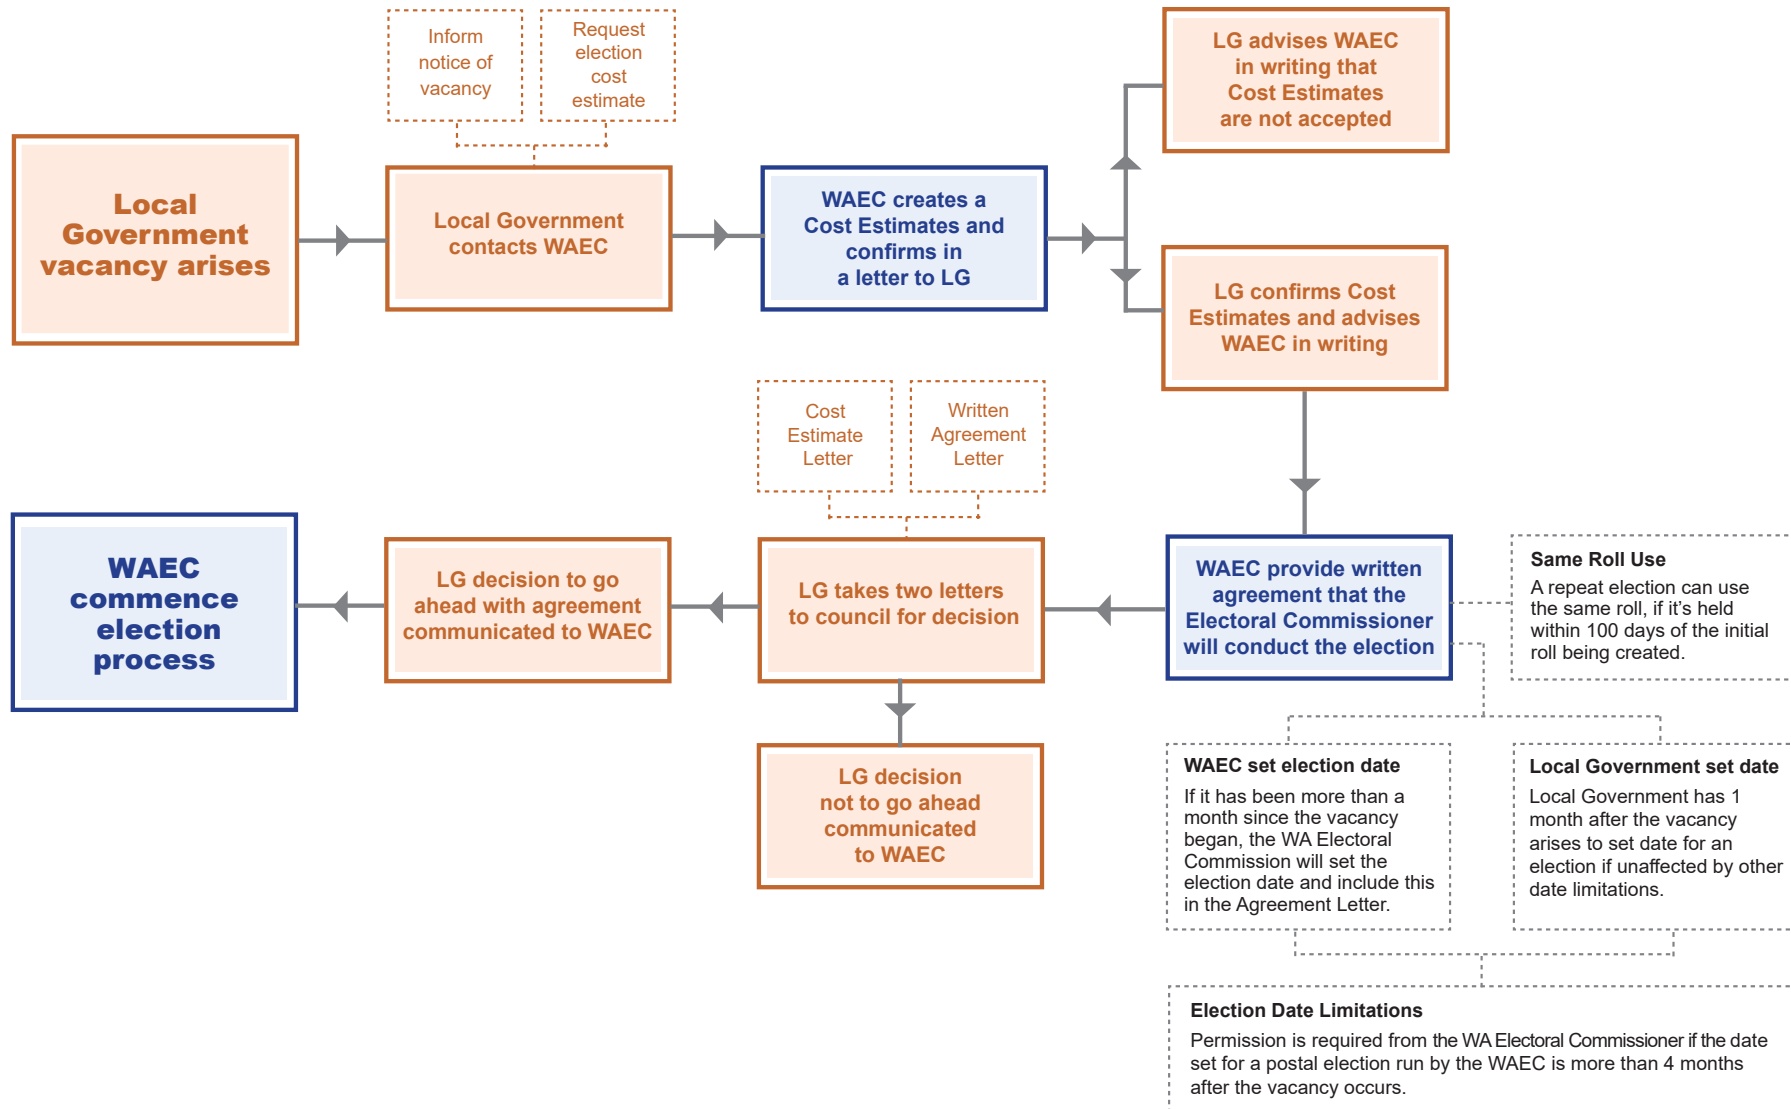 Inform
notice of
vacancy
Request
election
cost
estimate
LG advises WAEC
in writing that
Cost Estimates
are not accepted
Local
Government
vacancy arises
Local Government
contacts WAEC
WAEC creates a
Cost Estimates and
confirms in
a letter to LG
LG confirms Cost
Estimates and advises
WAEC in writing
Cost
Estimate
Letter
Written
Agreement
Letter
WAEC
commence
election
process
LG decision to go
ahead with agreement
communicated to WAEC
LG takes two letters
to council for decision
WAEC provide written
agreement that the
Electoral Commissioner
will conduct the election
Same Roll Use
A repeat election can use
the same roll, if it's held
within 100 days of the initial
roll being created.
LG decision
not to go ahead
communicated
to WAEC
WAEC set election date
If it has been more than a
month since the vacancy
began, the WA Electoral
Commission will set the
election date and include this
in the Agreement Letter.
Local Government set date
Local Government has 1
month after the vacancy
arises to set date for an
election if unaffected by other
date limitations.
Election Date Limitations
Permission is required from the WA Electoral Commissioner if the date
set for a postal election run by the WAEC is more than 4 months
after the vacancy occurs.